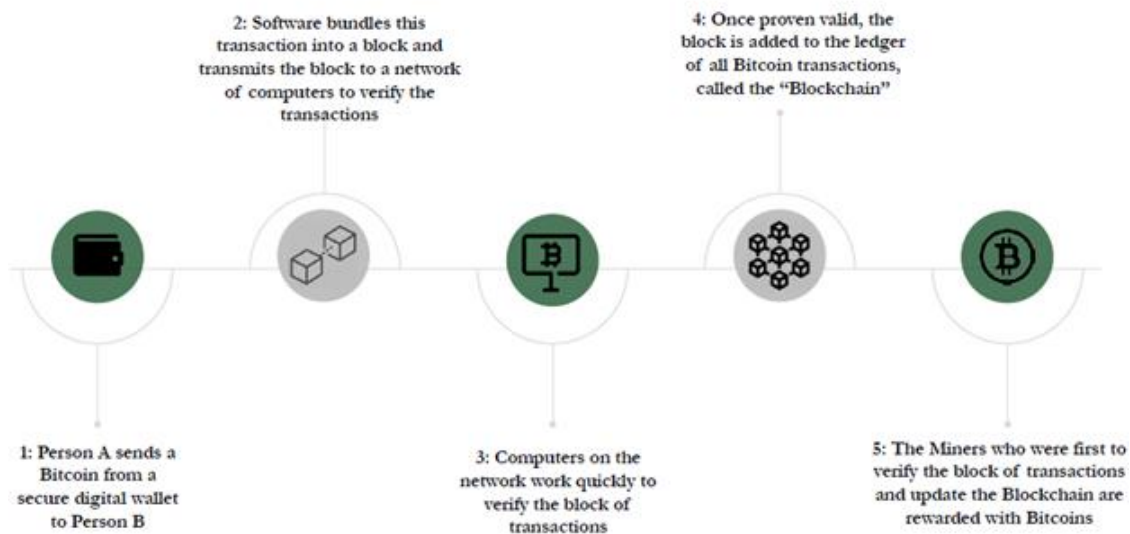 2: Software bundles this
transaction into a block and
transmits the block to a network
of computers to verify the
transactions
4: Once proven valid, the
block is added to the ledger
of all Bitcoin transactions,
called the “Blockchain”
1: Person A sends a
Bitcoin from a
secure digital wallet
to Person B
3: Computers on the
network work quickly to
verify the block of
transactions
5: The Miners who were first to
verify the block of transactions
and update the Blockchain are
rewarded with Bitcoins